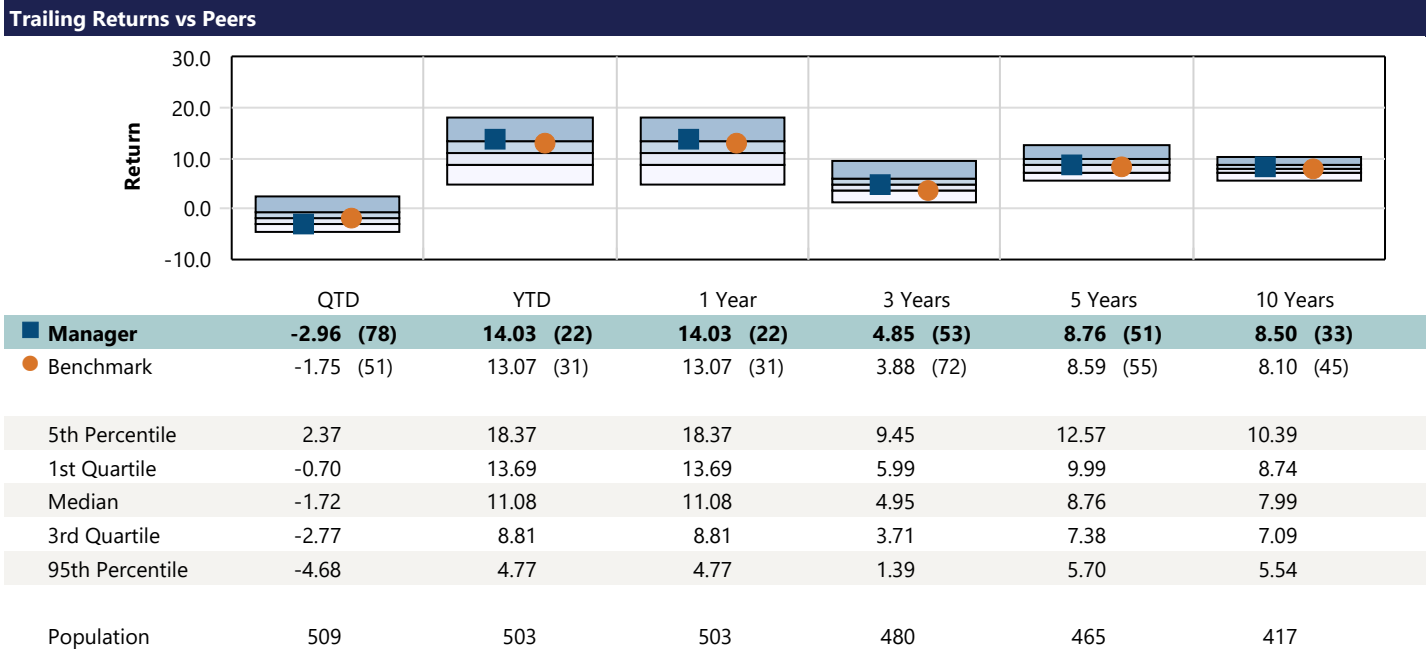 Trailing Returns vs Peers
30.0
20.0
10.0
0.0
-10.0
Return
QTD YTD 1 Year 3 Years 5 Years 10 Years
Manager -2.96 (78) 14.03 (22) 14.03 (22) 4.85 (53) 8.76 (51) 8.50 (33)
Benchmark -1.75 (51) 13.07 (31) 13.07 (31) 3.88 (72) 8.59 (55) 8.10 (45)
5th Percentile 2.37 18.37 18.37 9.45 12.57 10.39
1st Quartile -0.70 13.69 13.69 5.99 9.99 8.74
Median -1.72 11.08 11.08 4.95 8.76 7.99
3rd Quartile -2.77 8.81 8.81 3.71 7.38 7.09
95th Percentile -4.68 4.77 4.77 1.39 5.70 5.54
Population 509 503 503 480 465 417